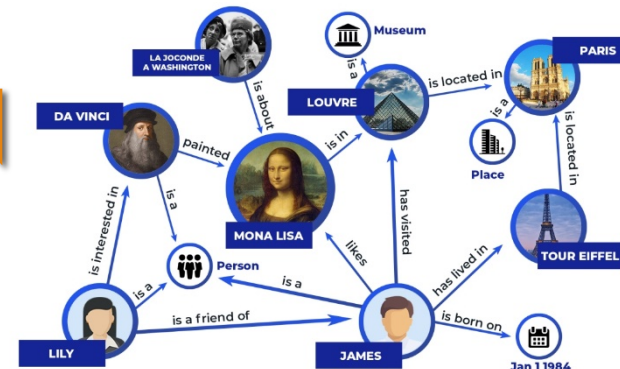 LA JOCONDE
A WASHINGTON
Museum
is a
PARIS
is located in
LOUVRE
is about
DA VINCI
is a
is in
painted
Place
is located in
is a
is interested in
has visited
MONA LISA
likes
TOUR EIFFEL
Person
is a
is a
has lived in
is a friend of
is born on
LILY
JAMES
Jan 1 1984